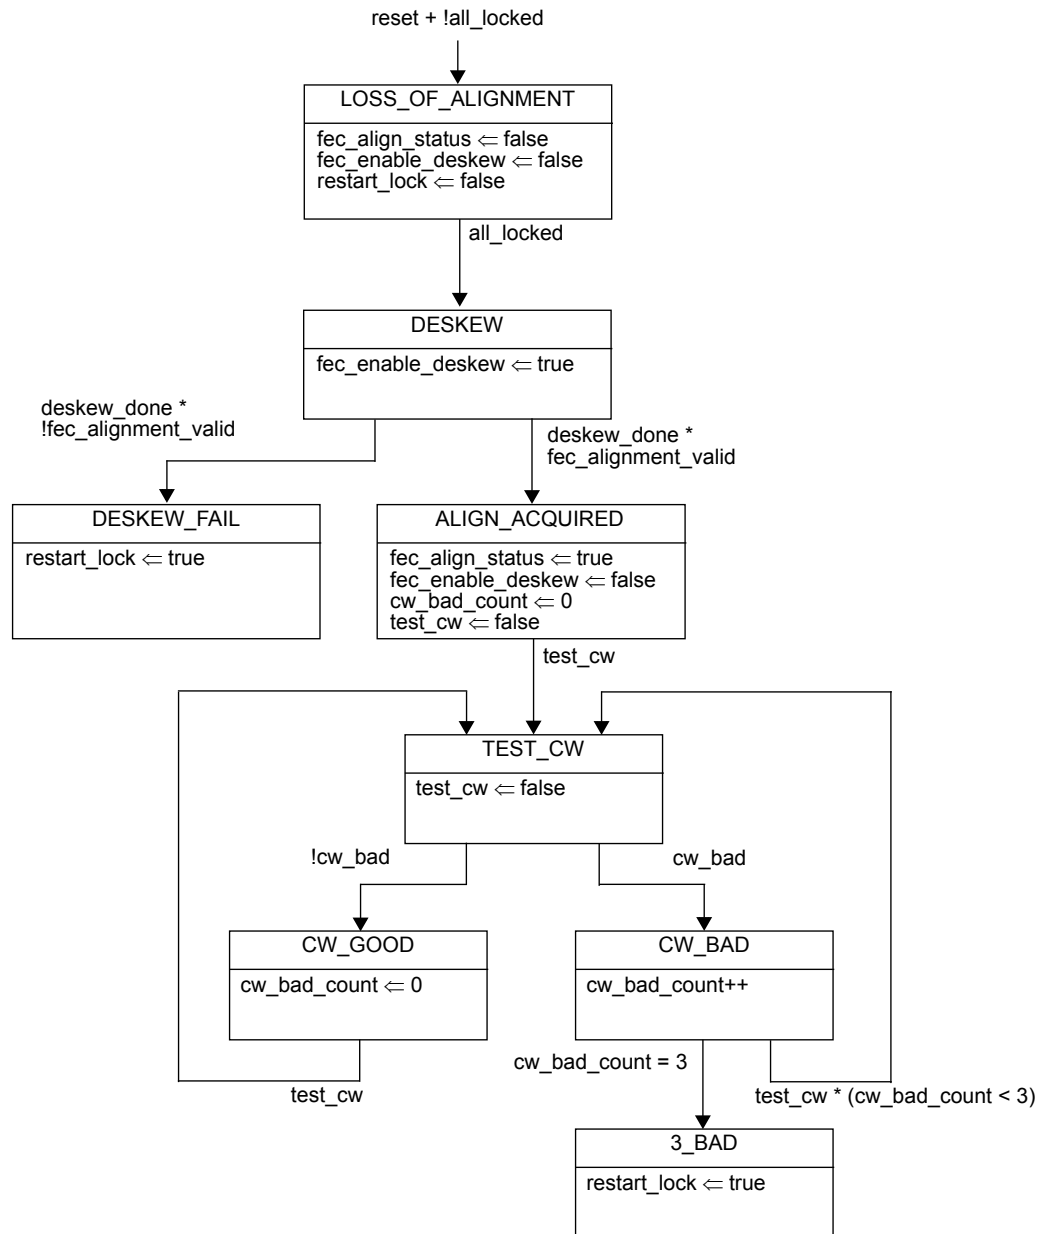 reset + !all_locked
LOSS_OF_ALIGNMENT
fec_align_status ⇐ false
fec_enable_deskew ⇐ false
restart_lock ⇐ false
all_locked
DESKEW
fec_enable_deskew ⇐ true
deskew_done *
!fec_alignment_valid
deskew_done *
fec_alignment_valid
DESKEW_FAIL
restart_lock ⇐ true
ALIGN_ACQUIRED
fec_align_status ⇐ true
fec_enable_deskew ⇐ false
cw_bad_count ⇐ 0
test_cw ⇐ false
test_cw
TEST_CW
test_cw ⇐ false
!cw_bad
cw_bad
CW_GOOD
cw_bad_count ⇐ 0
CW_BAD
cw_bad_count++
test_cw
cw_bad_count = 3
test_cw * (cw_bad_count < 3)
3_BAD
restart_lock ⇐ true